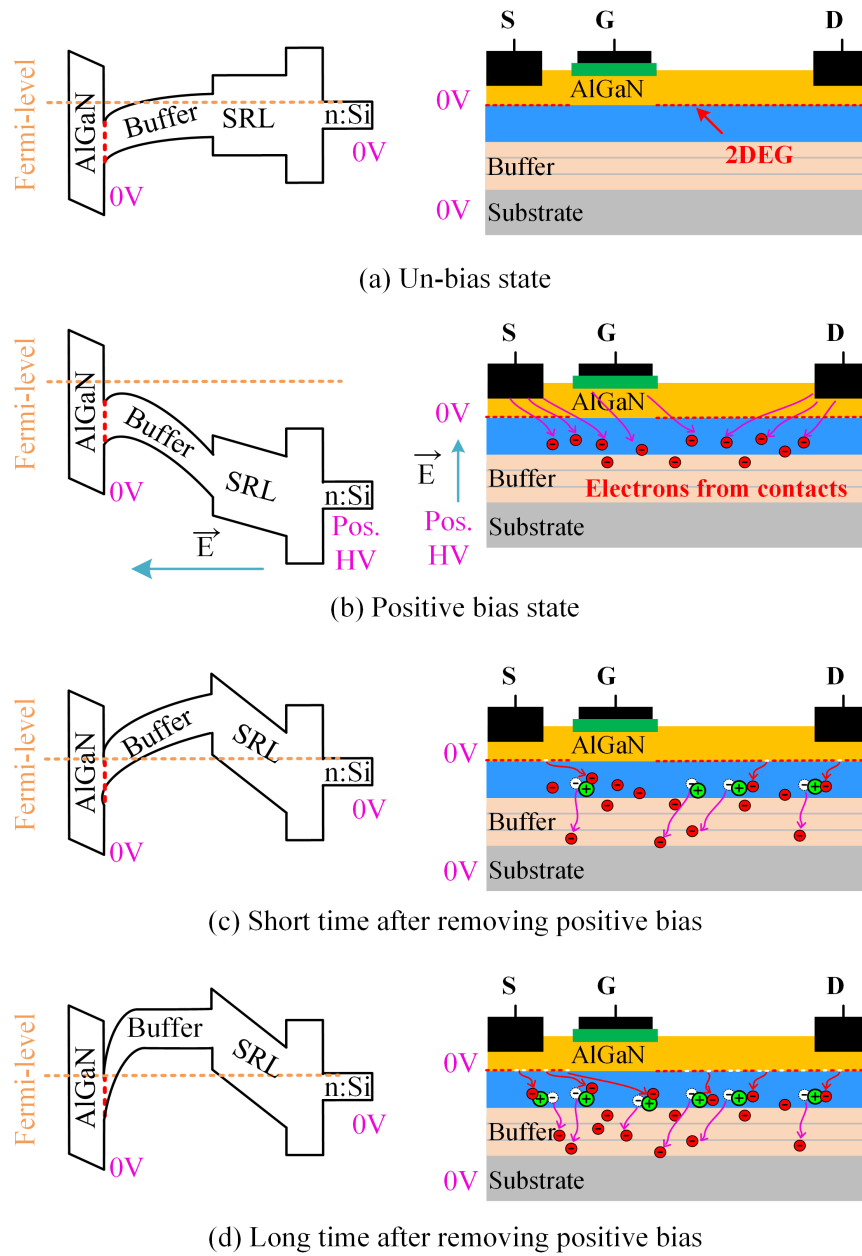 S G D
Fermi-level
AlGaN
Buffer
SRL
n:Si
0V
0V
0V
AlGaN
2DEG
Buffer
0V
Substrate
(a) Un-bias state
S G D
Fermi-level
AlGaN
Buffer
SRL
n:Si
0V
Pos.
HV
E
0V
AlGaN
E
Buffer
Electrons from contacts
Pos.
HV
Substrate
(b) Positive bias state
S G D
Fermi-level
AlGaN
Buffer
SRL
n:Si
0V
0V
0V
AlGaN
Buffer
0V
Substrate
(c) Short time after removing positive bias
S G D
Fermi-level
AlGaN
Buffer
SRL
n:Si
0V
0V
0V
AlGaN
Buffer
0V
Substrate
(d) Long time after removing positive bias